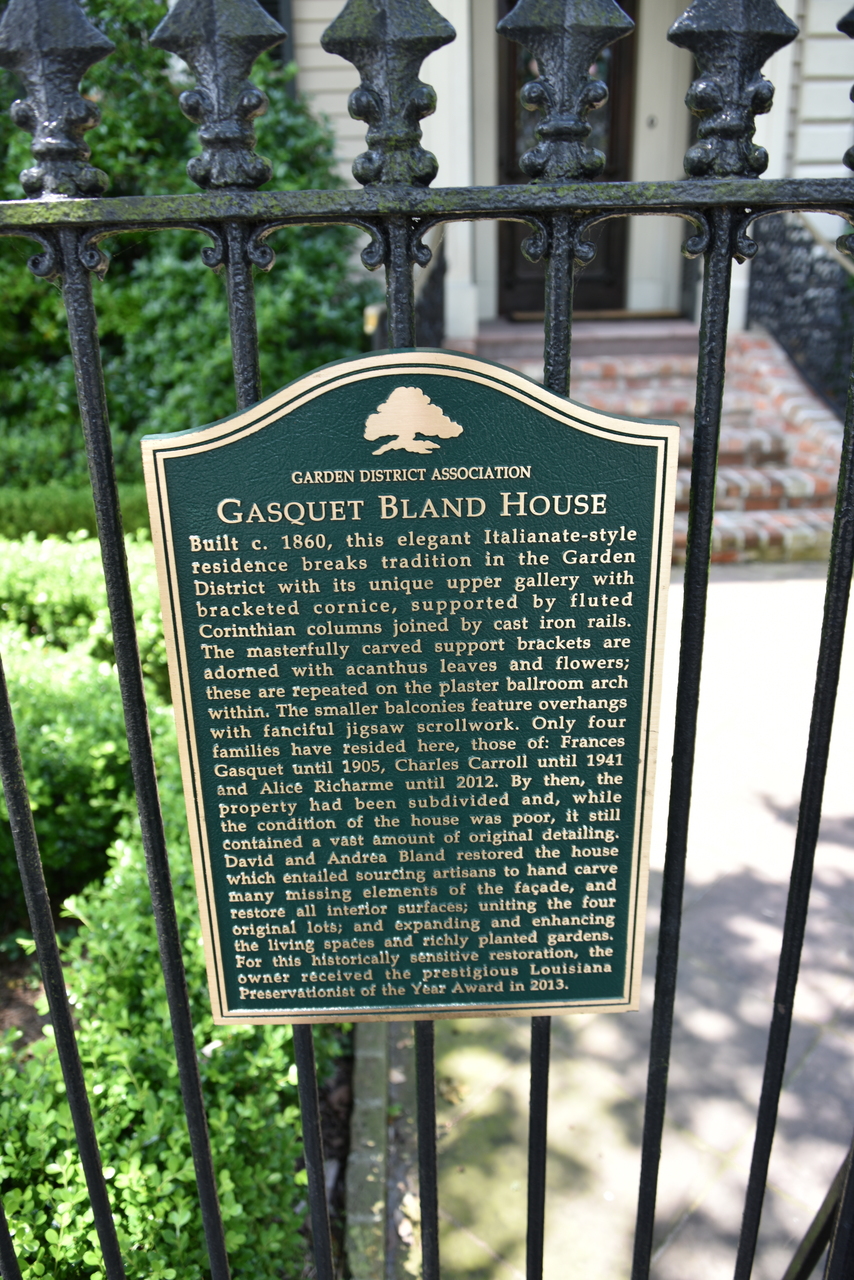 GARDEN DISTRICT ASSOCIATION
GASQUET BLAND HOUSE
Built c. 1860, this elegant Italianate-style
residence breaks tradition in the Garden
District with its unique upper gallery with
bracketed cornice, supported by fluted
Corinthian columns joined by cast iron rails.
The masterfully carved support brackets are
adorned with acanthus leaves and flowers;
these are repeated on the plaster ballroom arch
within. The smaller balconies feature overhangs
with fanciful jigsaw scrollwork. Only four
families have resided here, those of: Frances
Gasquet until 1905, Charles Carroll until 1941
and Alice Richarme until 2012. By then, the
property had been subdivided and, while
the condition of the house was poor, it still
contained a vast amount of original detailing.
David and Andrea Bland restored the house
which entailed sourcing artisans to hand carve
many missing elements of the façade, and
restore all interior surfaces; uniting the four
original lots; and expanding and enhancing
the living spaces and richly planted gardens.
For this historically sensitive restoration, the
owner received the prestigious Louisiana
Preservationist of the Year Award in 2013.